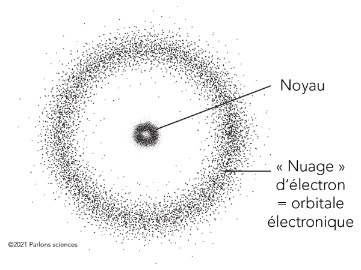 Noyau
« Nuage »
d'électron
= orbitale
électronique
©2021 Parlons sciences